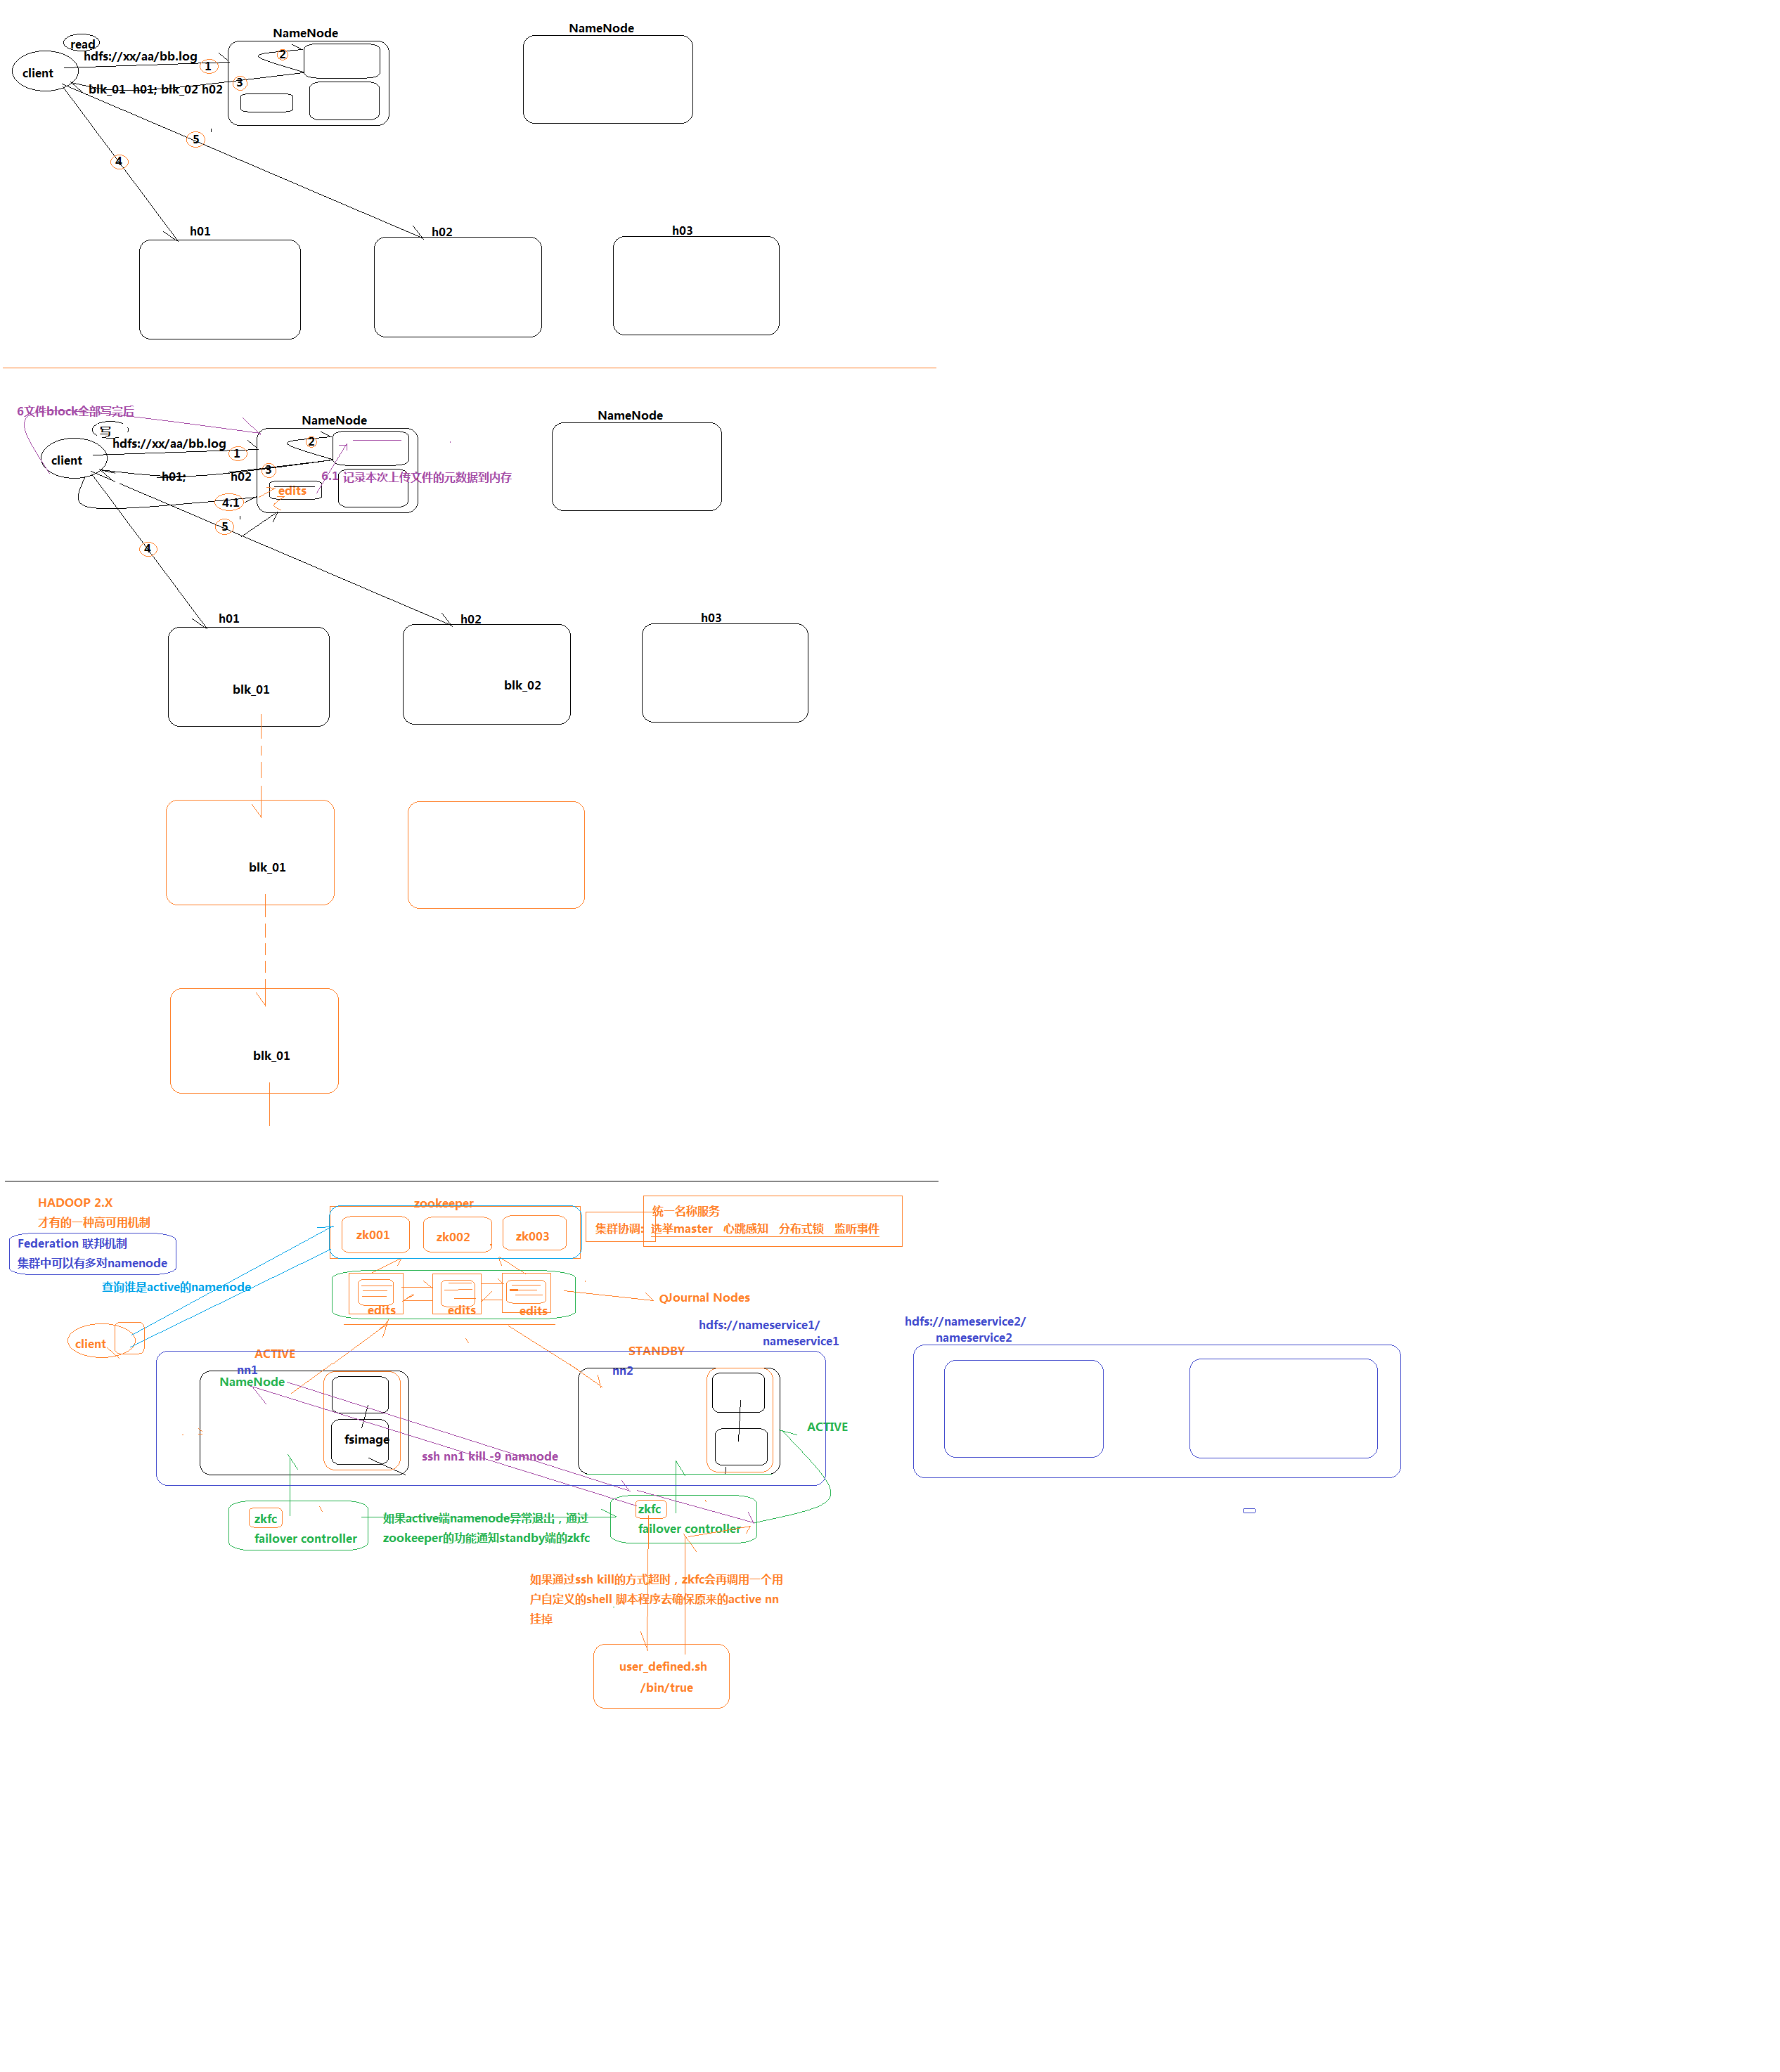 NameNode
NameNode
read
hdfs://xx/aa/bb.log
client
1
2
3
blk_01 h01; blk_02 h02
5
4
h01
h02
h03
6文件block全部写完后
NameNode
NameNode
写
hdfs://xx/aa/bb.log
client
1
2
3
h01;
h02
6.1 记录本次上传文件的元数据到内存
edits
4.1
5
4
h01
h02
h03
blk_01
blk_02
blk_01
blk_01
HADOOP 2.X
才有的一种高可用机制
Federation 联邦机制
集群中可以有多对namenode
zookeeper
zk001
zk002
zk003
统一名称服务
集群协调: 选举master 心跳感知 分布式锁 监听事件
查询谁是active的namenode
edits
edits
edits
QJournal Nodes
client
hdfs://nameservice1/
nameservice1
hdfs://nameservice2/
nameservice2
ACTIVE
nn1
NameNode
STANDBY
nn2
fsimage
ACTIVE
ssh nn1 kill -9 namnode
zkfc
failover controller
如果active端namenode异常退出，通过
zookeeper的功能通知standby端的zkfc
zkfc
failover controller
如果通过ssh kill的方式超时，zkfc会再调用一个用
户自定义的shell 脚本程序去确保原来的active nn
挂掉
user_defined.sh
/bin/true